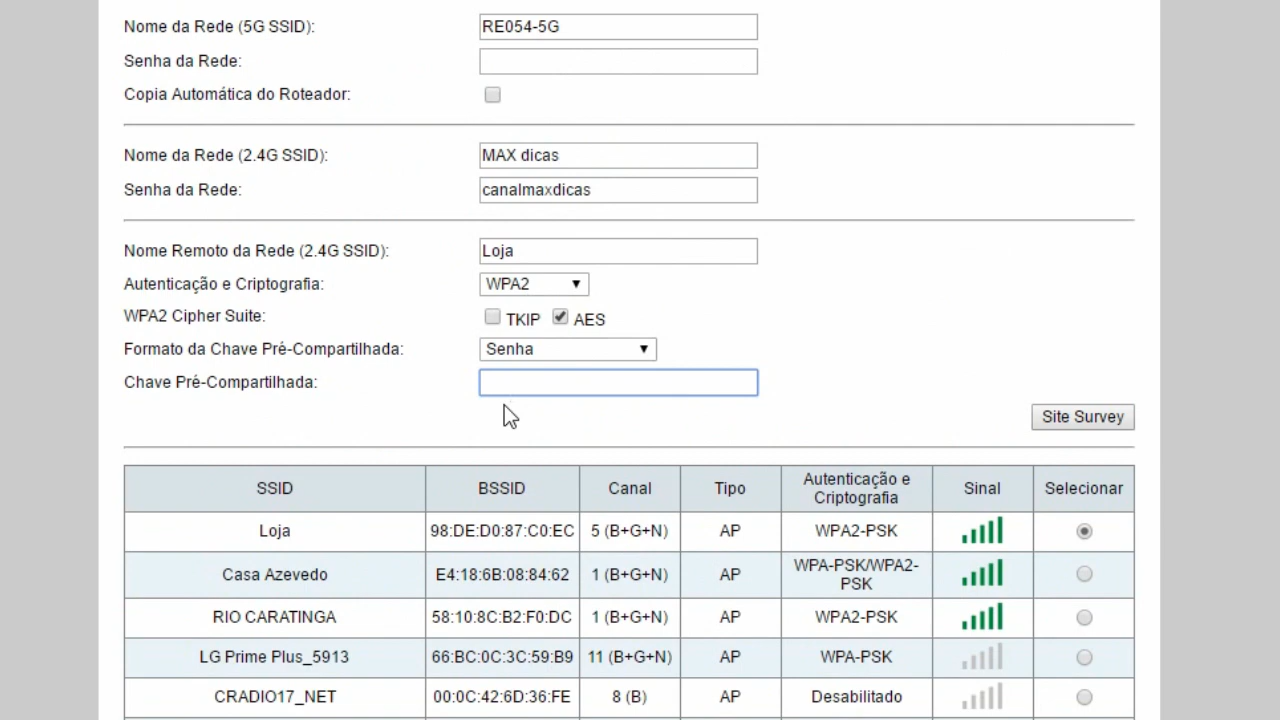 Nome da Rede (5G SSID): RE054-5G
Senha da Rede:
Copia Automática do Roteador:
Nome da Rede (2.4G SSID): MAX dicas
Senha da Rede: canalmaxdicas
Nome Remoto da Rede (2.4G SSID): Loja
Autenticação e Criptografia: WPA2
WPA2 Cipher Suite: TKIP AES
Formato da Chave Pré-Compartilhada: Senha
Chave Pré-Compartilhada:
Site Survey
SSID BSSID Canal Tipo Autenticação e Criptografia Sinal Selecionar
Loja 98:DE:D0:87:C0:EC 5 (B+G+N) AP WPA2-PSK
Casa Azevedo E4:18:6B:08:84:62 1 (B+G+N) AP WPA-PSK/WPA2-PSK
RIO CARATINGA 58:10:8C:B2:F0:DC 1 (B+G+N) AP WPA2-PSK
LG Prime Plus_5913 66:BC:0C:3C:59:B9 11 (B+G+N) AP WPA-PSK
CRADIO17_NET 00:0C:42:6D:36:FE 8 (B) AP Desabilitado